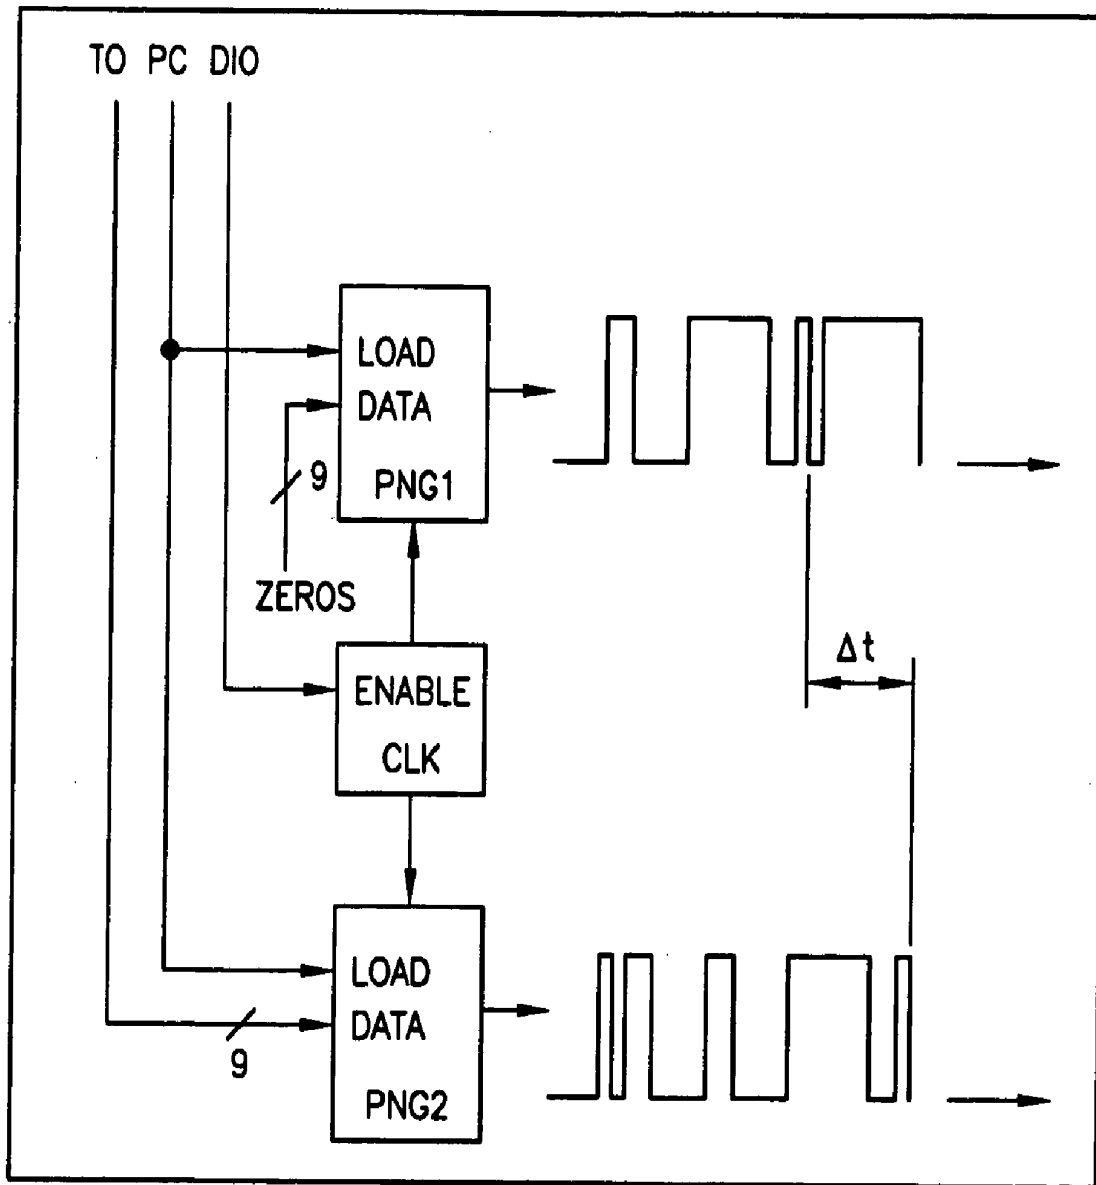 TO PC DIO
LOAD
DATA
9
PNG1
ZEROS
Δt
ENABLE
CLK
LOAD
DATA
9
PNG2